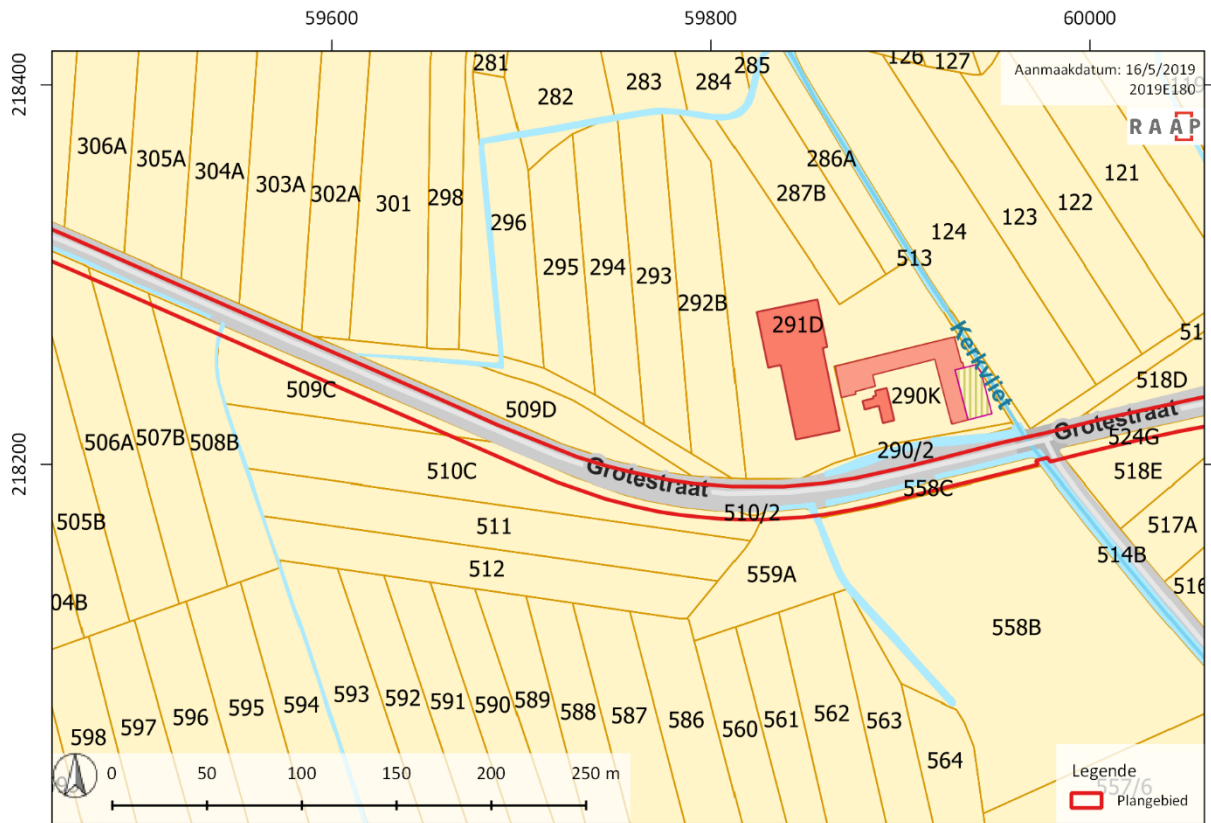 59600 59800 60000
218400
218200
Aanmaakdatum: 16/5/2019
2019E180
RAAP
281 282 283 284 285 126 127
306A 305A 304A 303A 302A 301 298 296
286A 287B 121 122 123 124 513
295 294 293 292B
291D 290K 290/2
Kerkvliet
518D
Grotestraat
524G
518E
509C 509D
506A 507B 508B
510C
Grotestraat
510/2
558C
517A
505B
511
512
559A
514B
558B
598 597 596 595 594 593 592 591 590 589 588 587 586 560 561 562 563 564
0 50 100 150 200 250 m
Legende
557/6
Plangebied